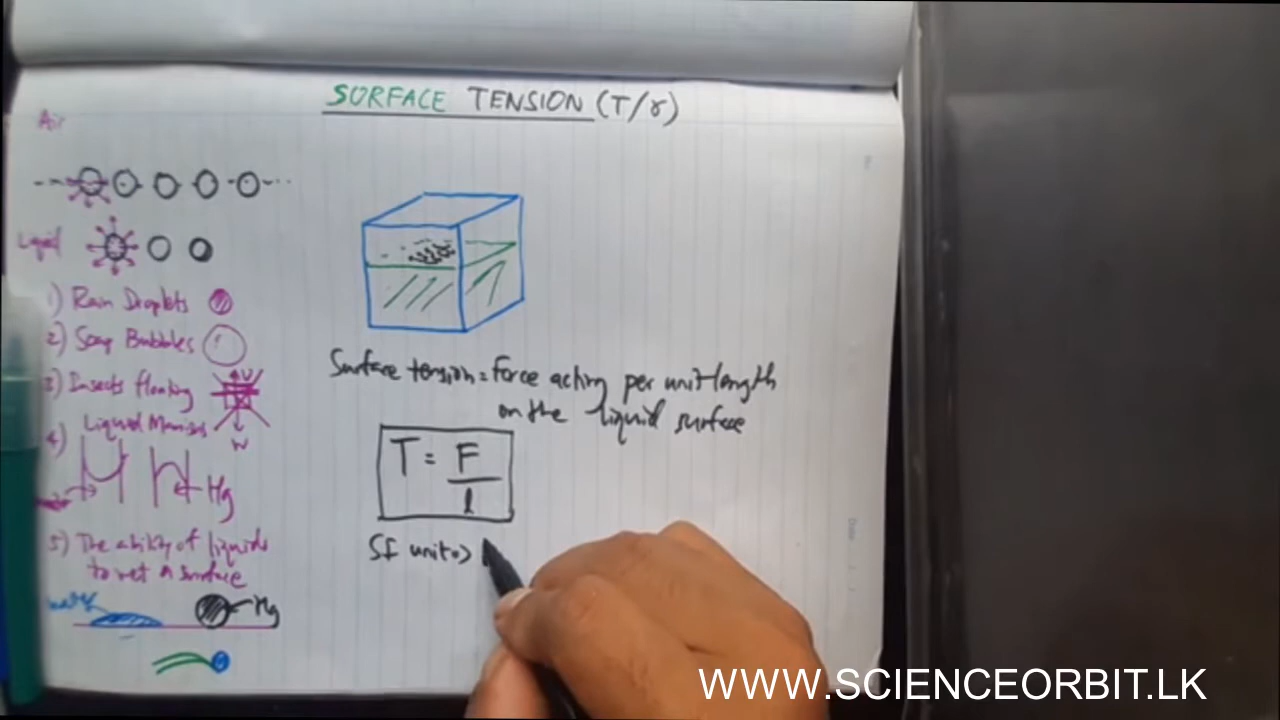 SURFACE TENSION (T/γ)
Air
Liquid
1) Rain Droplets
2) Soap Bubbles
3) Insects floating
U
W
4) Liquid
Hg
5) The ability of liquids
to wet a surface
water
Hg
Surface tension = Force acting per unit length
on the liquid surface
T = F
l
SI unit =>
WWW.SCIENCEORBIT.LK